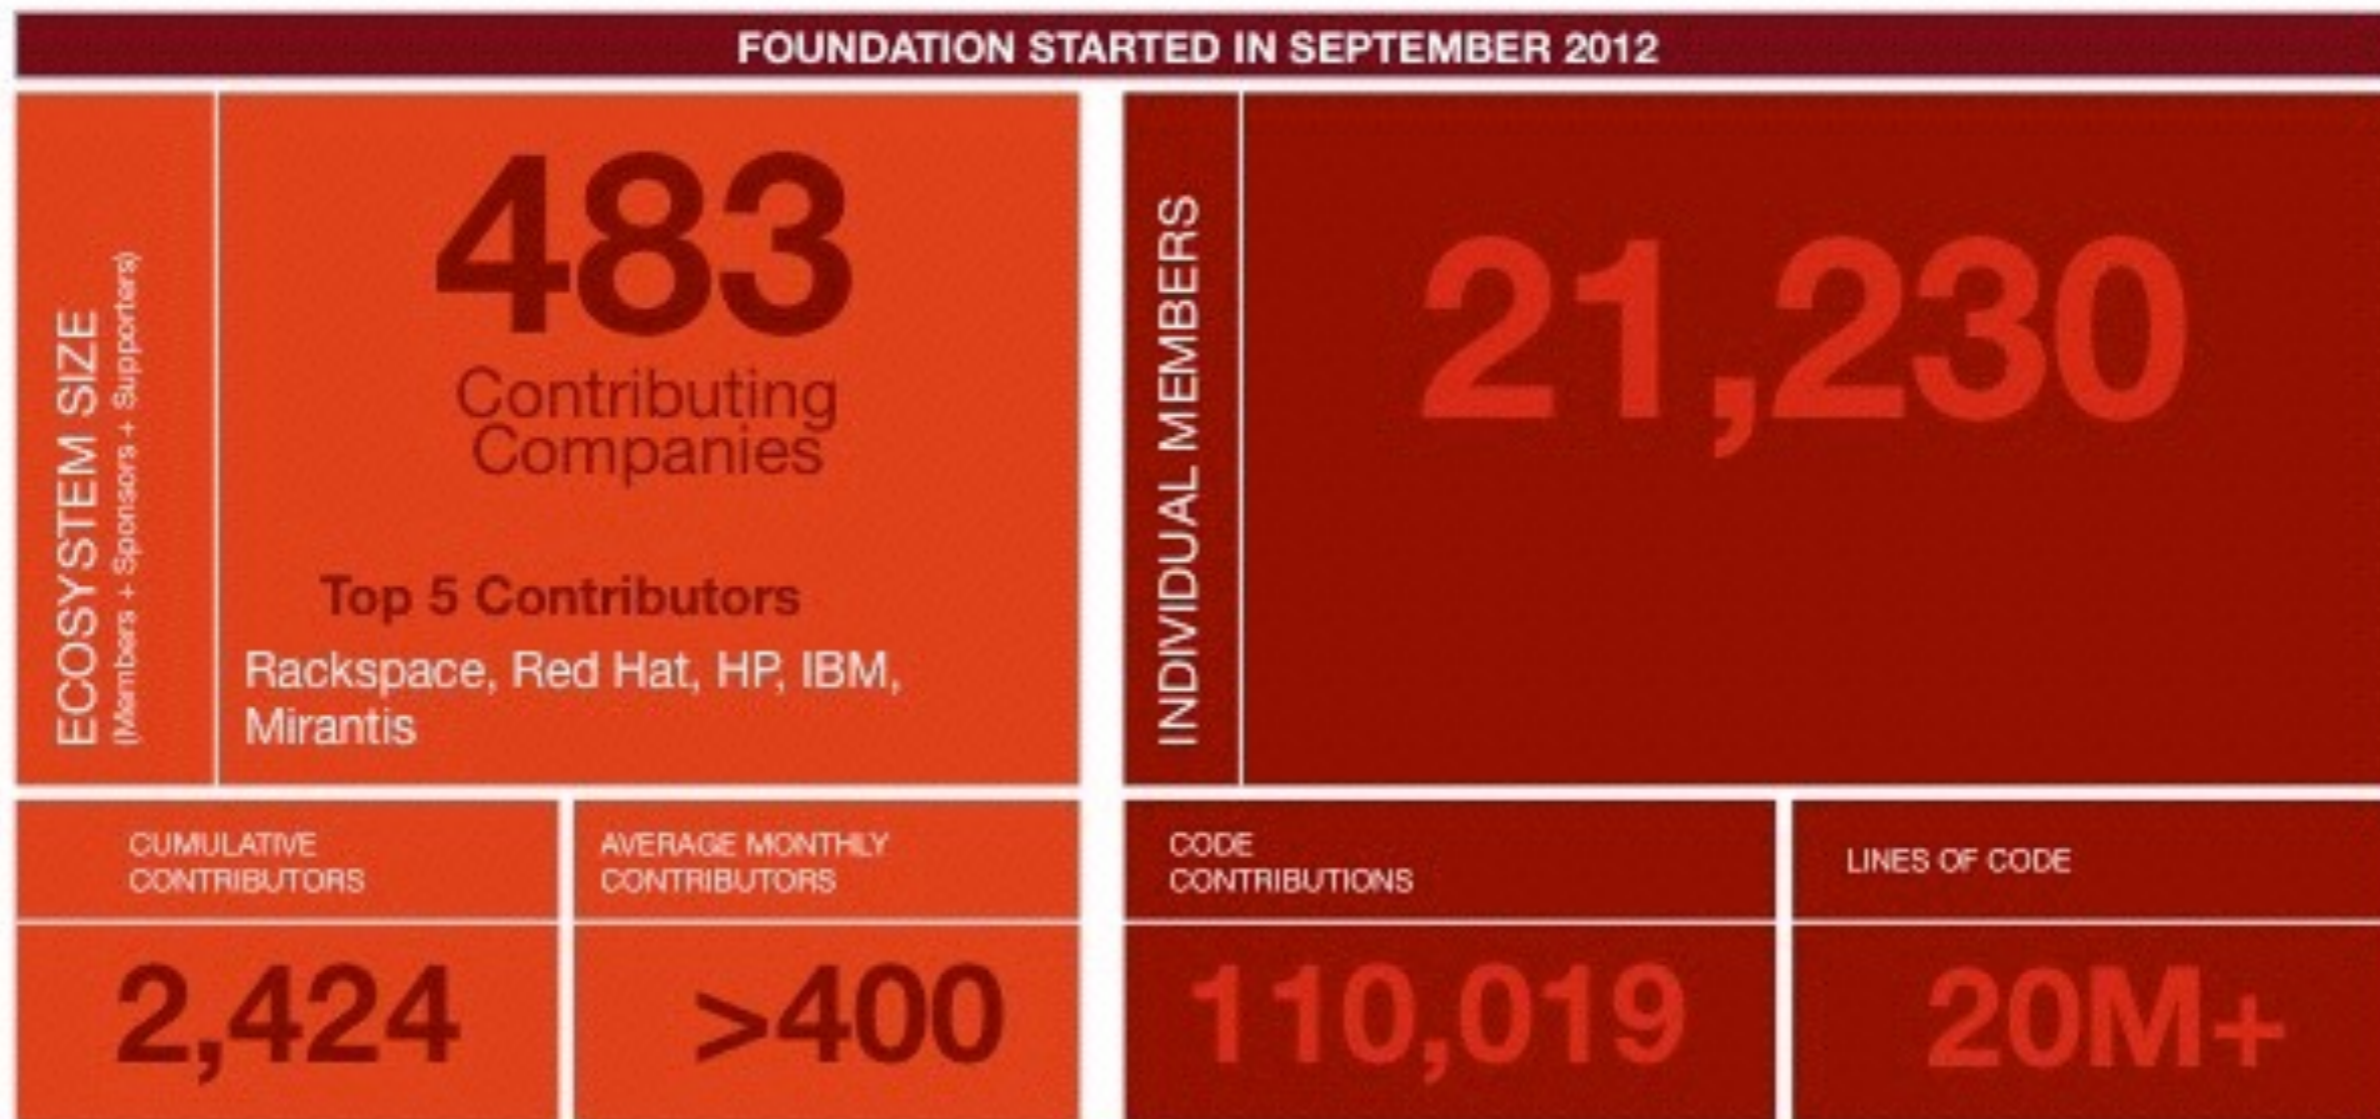 FOUNDATION STARTED IN SEPTEMBER 2012
ECOSYSTEM SIZE
(Members + Sponsors + Supporters)
483
Contributing
Companies
Top 5 Contributors
Rackspace, Red Hat, HP, IBM,
Mirantis
INDIVIDUAL MEMBERS
21,230
CUMULATIVE
CONTRIBUTORS
2,424
AVERAGE MONTHLY
CONTRIBUTORS
>400
CODE
CONTRIBUTIONS
110,019
LINES OF CODE
20M+